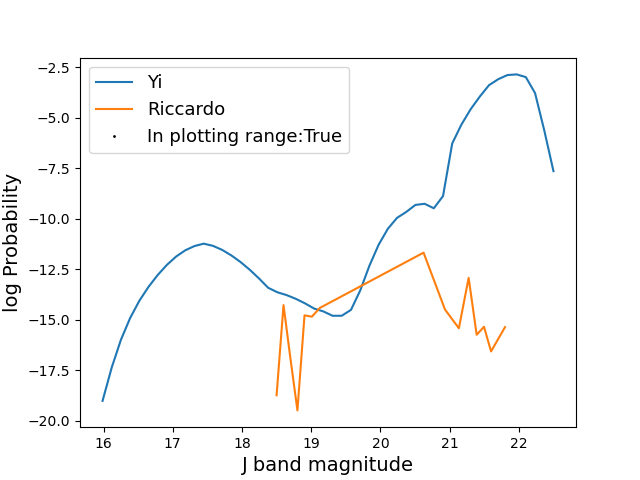 Yi
Riccardo
In plotting range:True
−2.5
−5.0
−7.5
−10.0
−12.5
−15.0
−17.5
−20.0
log Probability
16 17 18 19 20 21 22
J band magnitude